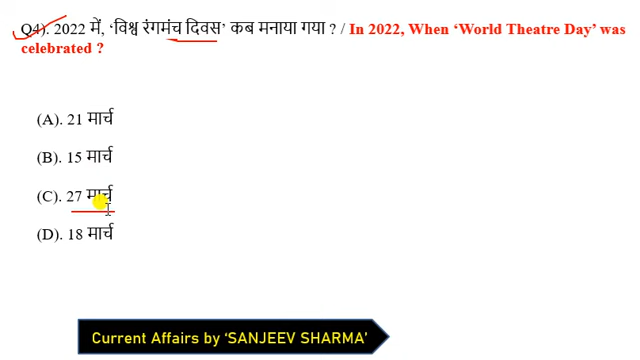 Q4). 2022 में, ‘विश्व रंगमंच दिवस’ कब मनाया गया ? / In 2022, When ‘World Theatre Day’ was
celebrated ?
(A). 21 मार्च
(B). 15 मार्च
(C). 27 मार्च
(D). 18 मार्च
Current Affairs by ‘SANJEEV SHARMA’